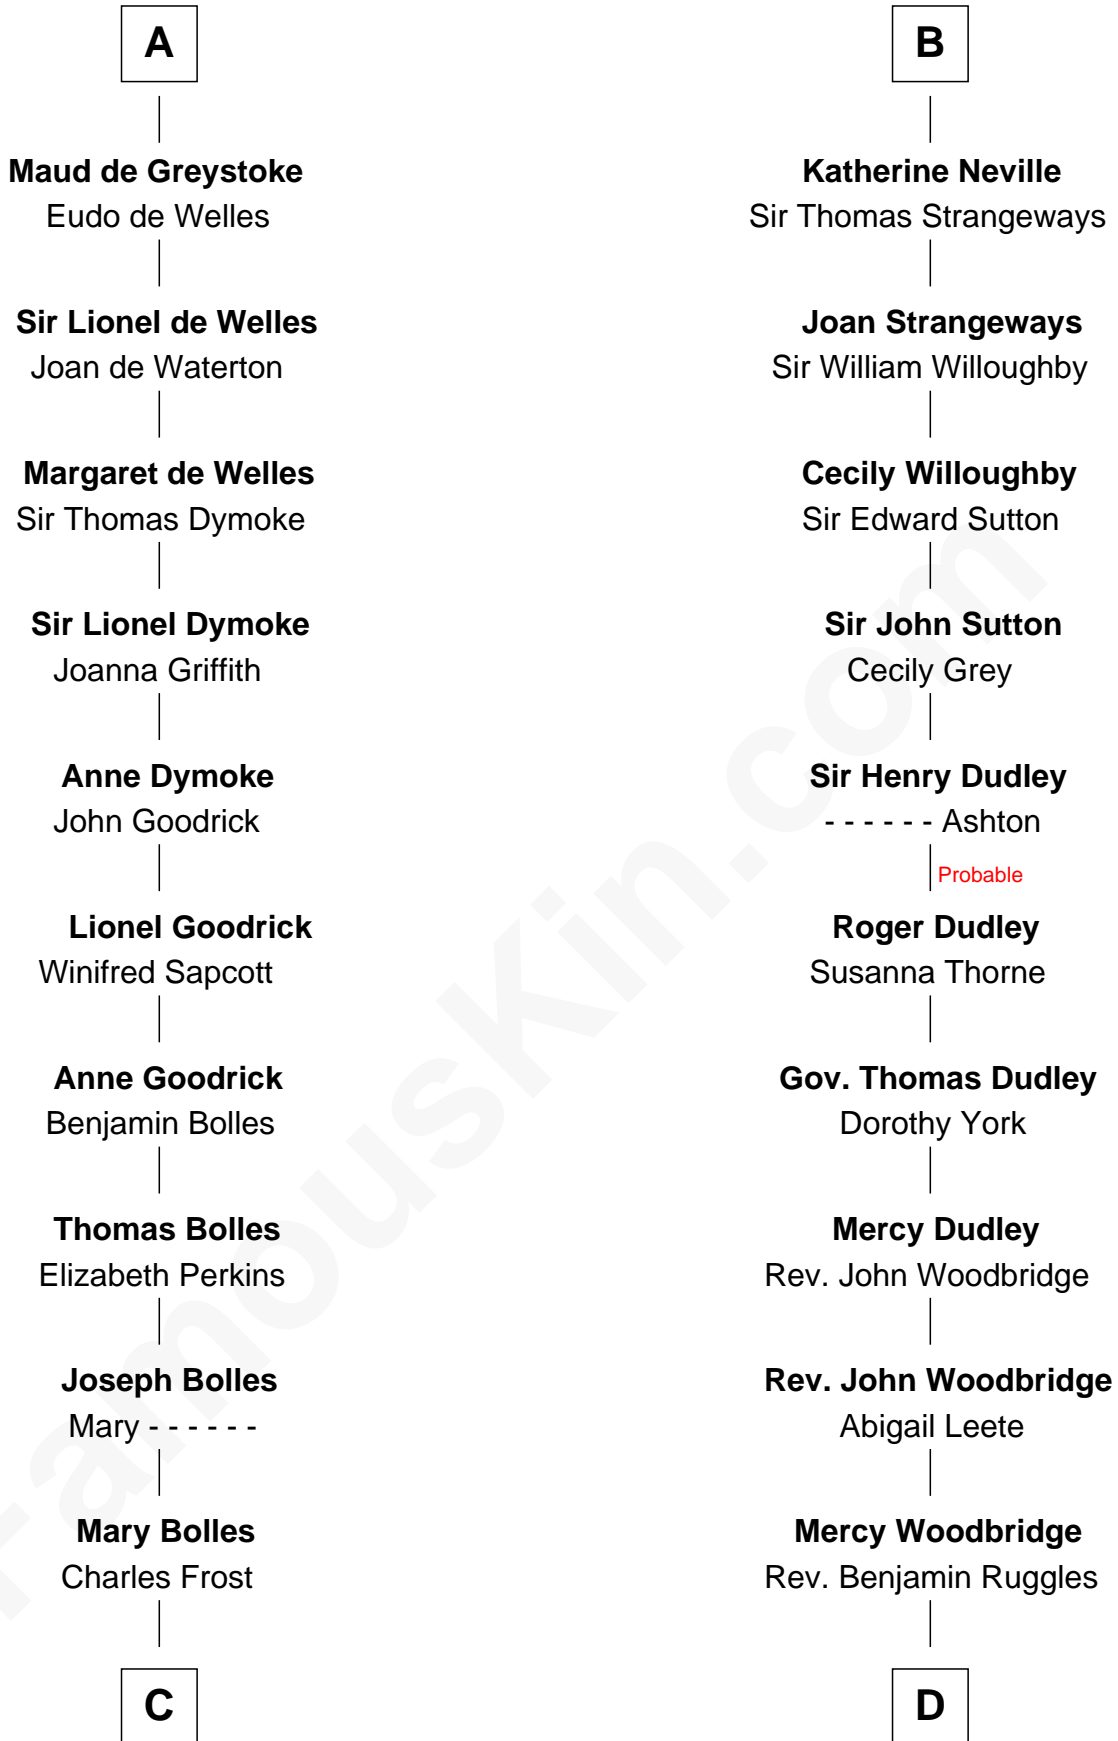 A
Maud de Greystoke
Eudo de Welles
Sir Lionel de Welles
Joan de Waterton
Margaret de Welles
Sir Thomas Dymoke
Sir Lionel Dymoke
Joanna Griffith
Anne Dymoke
John Goodrick
Lionel Goodrick
Winifred Sapcott
Anne Goodrick
Benjamin Bolles
Thomas Bolles
Elizabeth Perkins
Joseph Bolles
Mary - - - - - -
Mary Bolles
Charles Frost
C
B
Katherine Neville
Sir Thomas Strangeways
Joan Strangeways
Sir William Willoughby
Cecily Willoughby
Sir Edward Sutton
Sir John Sutton
Cecily Grey
Sir Henry Dudley
- - - - - - Ashton
Probable
Roger Dudley
Susanna Thorne
Gov. Thomas Dudley
Dorothy York
Mercy Dudley
Rev. John Woodbridge
Rev. John Woodbridge
Abigail Leete
Mercy Woodbridge
Rev. Benjamin Ruggles
D
FamousKin.com